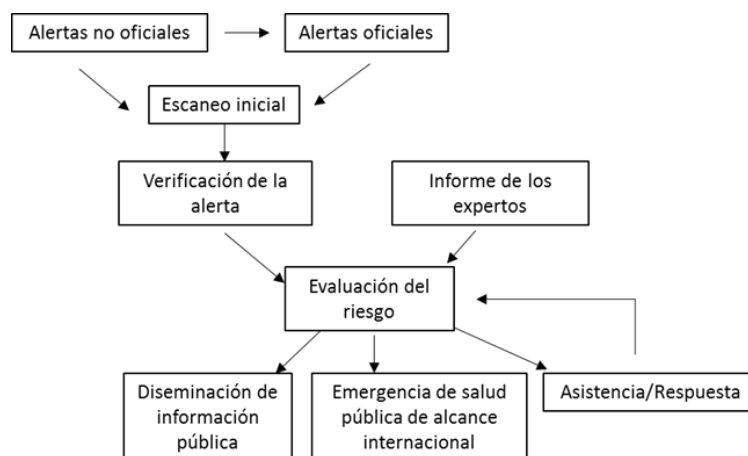 Alertas no oficiales
Alertas oficiales
Escaneo inicial
Verificación de la
alerta
Informe de los
expertos
Evaluación del
riesgo
Diseminación de
información
pública
Emergencia de salud
pública de alcance
internacional
Asistencia/Respuesta